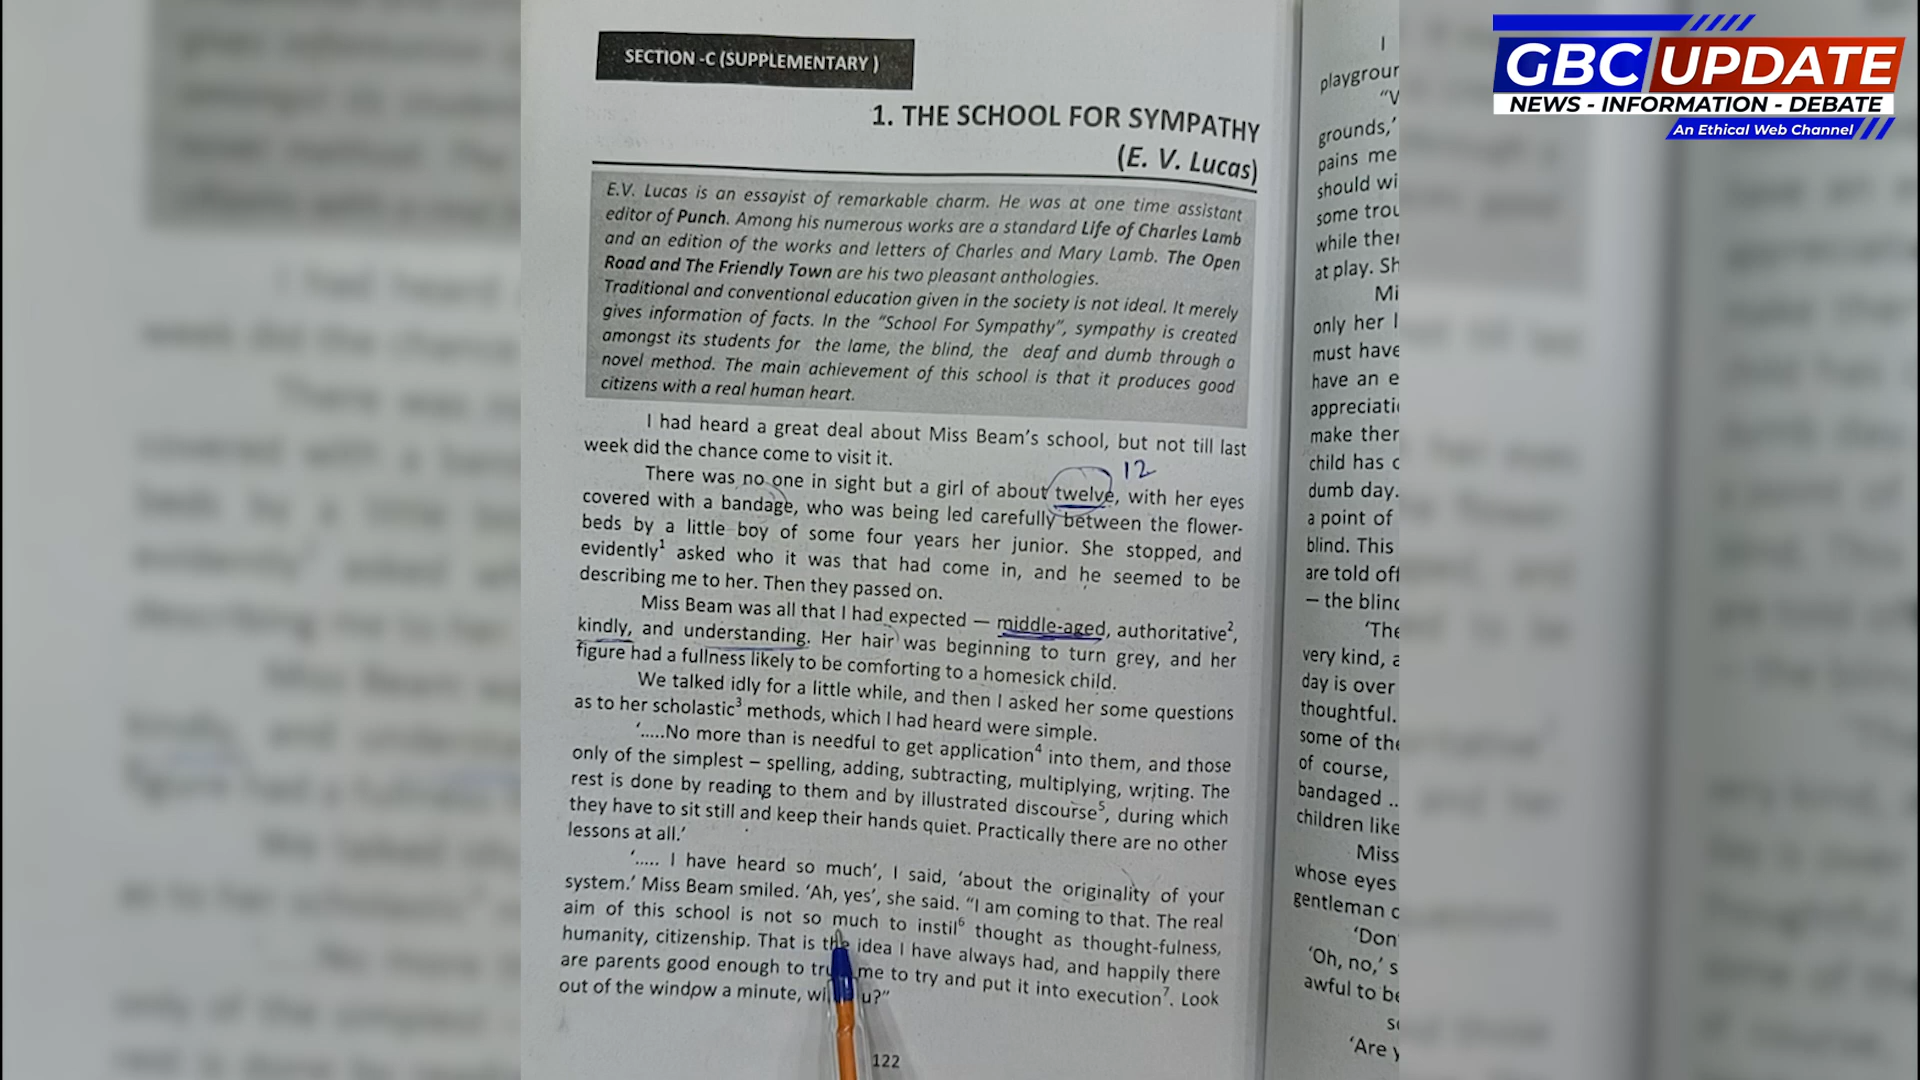 SECTION -C (SUPPLEMENTARY )
1. THE SCHOOL FOR SYMPATHY
(E. V. Lucas)
E.V. Lucas is an essayist of remarkable charm. He was at one time assistant
editor of Punch. Among his numerous works are a standard Life of Charles Lamb
and an edition of the works and letters of Charles and Mary Lamb. The Open
Road and The Friendly Town are his two pleasant anthologies.
Traditional and conventional education given in the society is not ideal. It merely
gives information of facts. In the "School For Sympathy", sympathy is created
amongst its students for the lame, the blind, the deaf and dumb through a
novel method. The main achievement of this school is that it produces good
citizens with a real human heart.
I had heard a great deal about Miss Beam's school, but not till last
week did the chance come to visit it.
12
There was no one in sight but a girl of about twelve, with her eyes
covered with a bandage, who was being led carefully between the flower-
beds by a little boy of some four years her junior. She stopped, and
evidently¹ asked who it was that had come in, and he seemed to be
describing me to her. Then they passed on.
Miss Beam was all that I had expected — middle-aged, authoritative²,
kindly, and understanding. Her hair was beginning to turn grey, and her
figure had a fullness likely to be comforting to a homesick child.
We talked idly for a little while, and then I asked her some questions
as to her scholastic³ methods, which I had heard were simple.
'.....No more than is needful to get application⁴ into them, and those
only of the simplest – spelling, adding, subtracting, multiplying, writing. The
rest is done by reading to them and by illustrated discourse⁵, during which
they have to sit still and keep their hands quiet. Practically there are no other
lessons at all.'
'..... I have heard so much', I said, 'about the originality of your
system.' Miss Beam smiled. 'Ah, yes', she said. "I am coming to that. The real
aim of this school is not so much to instil⁶ thought as thought-fulness,
humanity, citizenship. That is the idea I have always had, and happily there
are parents good enough to me to try and put it into execution⁷. Look
out of the window a minute,
122
I
playgroun
"V
grounds,'
pains me
should wi
some trou
while ther
at play. Sh
Mi
only her l
must have
have an e
appreciati
make ther
child has c
dumb day.
a point of
blind. This
are told off
– the blind
'The
very kind, a
day is over
thoughtful.
some of the
of course,
bandaged ..
children like
Miss
whose eyes
gentleman c
'Don'
'Oh, no,' s
awful to be
'Are y
GBC UPDATE
NEWS - INFORMATION - DEBATE
An Ethical Web Channel